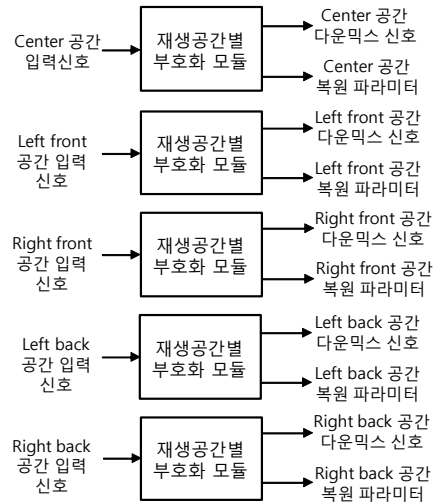 Center 공간
입력신호
재생공간별
부호화 모듈
Center 공간
다운믹스 신호
Center 공간
복원 파라미터
Left front
공간 입력
신호
재생공간별
부호화 모듈
Left front 공간
다운믹스 신호
Left front 공간
복원 파라미터
Right front
공간 입력
신호
재생공간별
부호화 모듈
Right front 공간
다운믹스 신호
Right front 공간
복원 파라미터
Left back
공간 입력
신호
재생공간별
부호화 모듈
Left back 공간
다운믹스 신호
Left back 공간
복원 파라미터
Right back
공간 입력
신호
재생공간별
부호화 모듈
Right back 공간
다운믹스 신호
Right back 공간
복원 파라미터